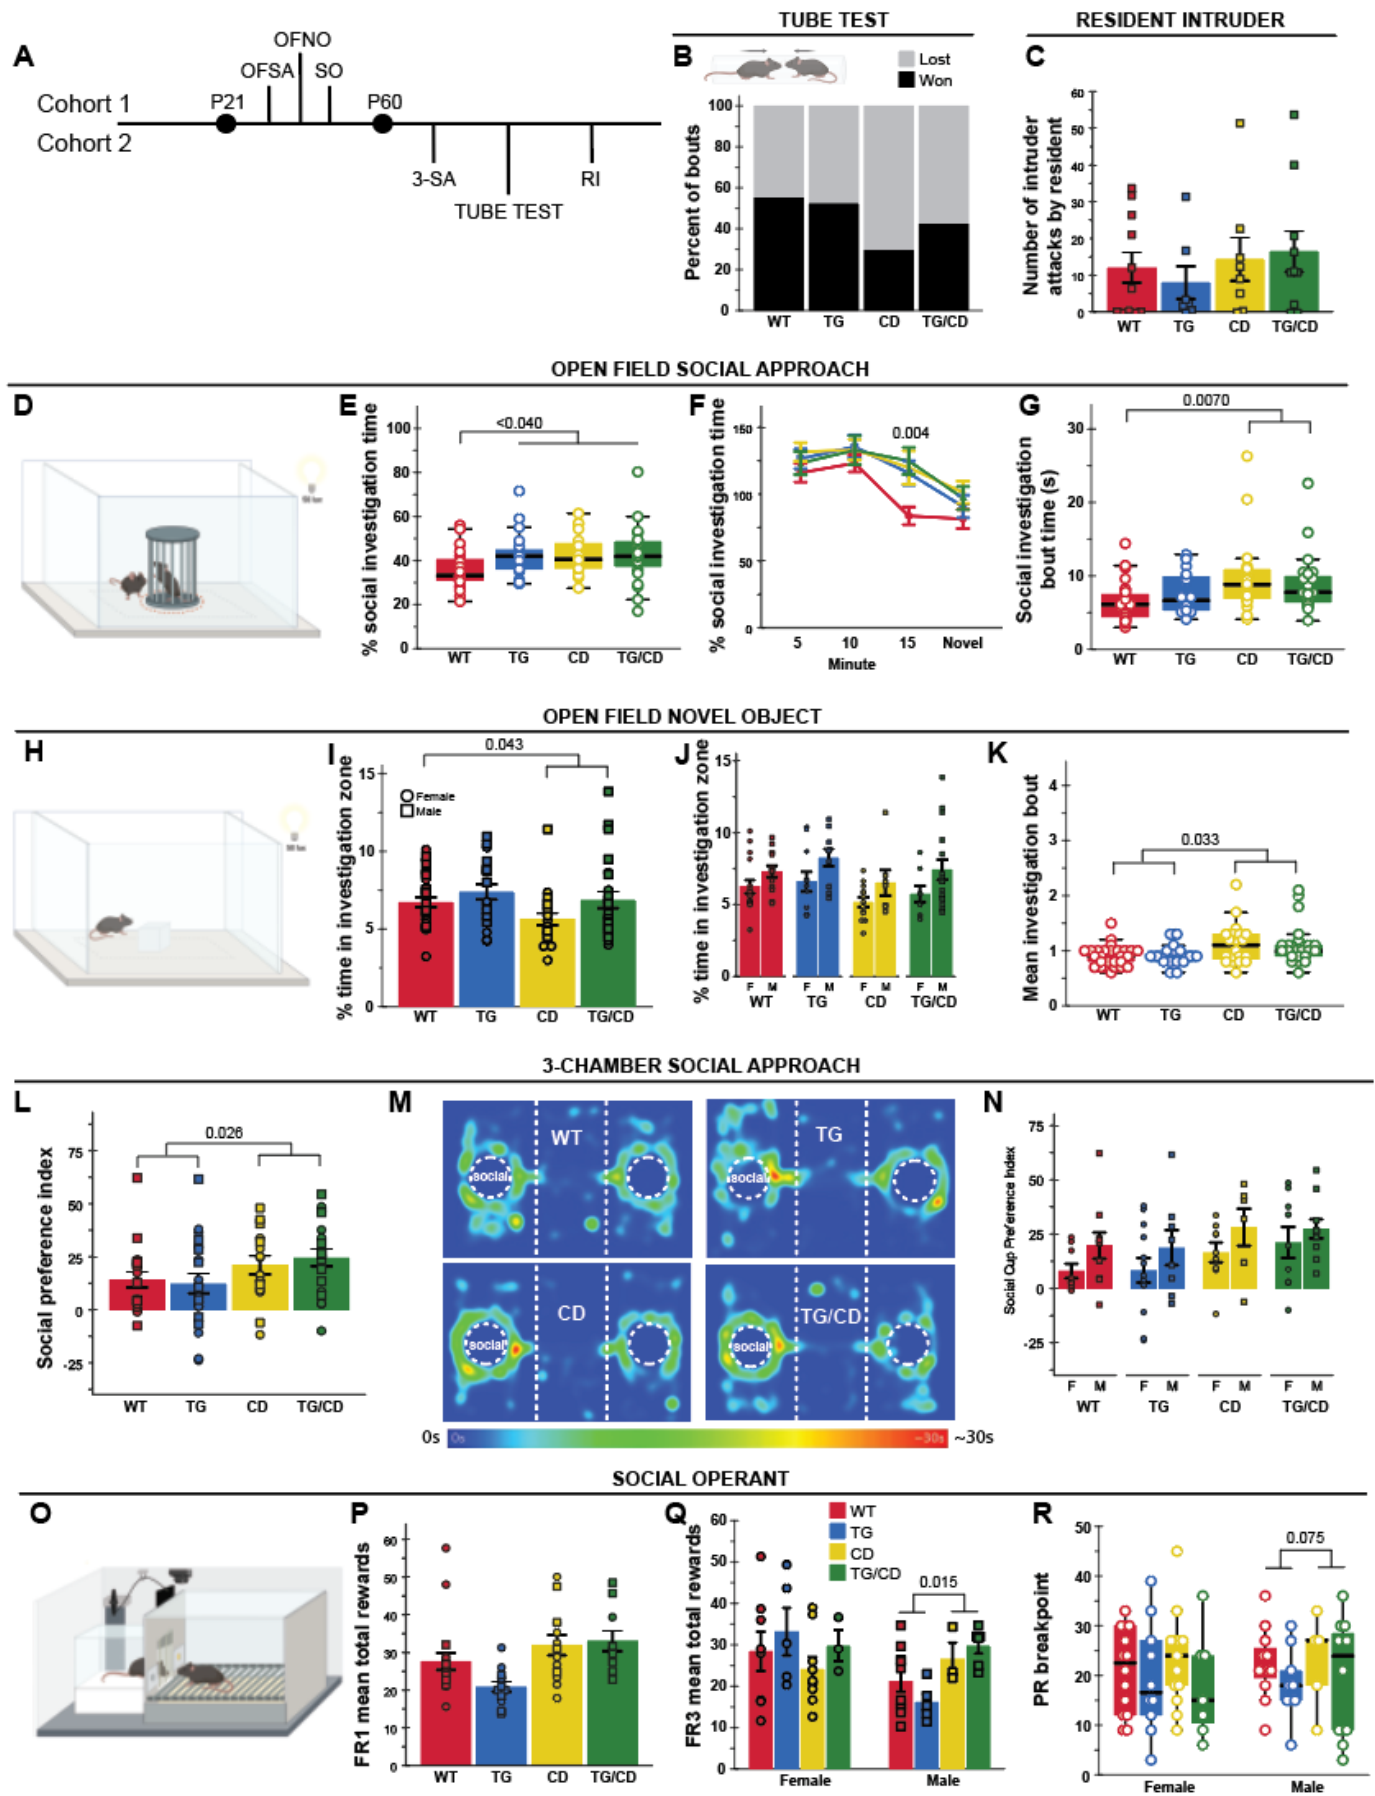 TUBE TEST
RESIDENT INTRUDER
A
OFNO
OFSA
SO
Cohort 1
P21
P60
Cohort 2
3-SA
RI
TUBE TEST
B
Lost
Won
Percent of bouts
100
80
60
40
20
0
WT TG CD TG/CD
C
Number of intruder
attacks by resident
60
50
40
30
20
10
0
WT TG CD TG/CD
OPEN FIELD SOCIAL APPROACH
D
E
% social investigation time
<0.040
100
80
60
40
20
0
WT TG CD TG/CD
F
% social investigation time
0.004
150
100
50
0
5 10 15 Novel
Minute
G
Social investigation
bout time (s)
0.0070
30
20
10
0
WT TG CD TG/CD
OPEN FIELD NOVEL OBJECT
H
I
% time in investigation zone
0.043
Female
Male
15
10
5
0
WT TG CD TG/CD
J
% time in investigation zone
15
10
5
0
F M F M F M F M
WT TG CD TG/CD
K
Mean investigation bout
0.033
4
3
2
1
0
WT TG CD TG/CD
3-CHAMBER SOCIAL APPROACH
L
Social preference index
0.026
75
50
25
0
-25
WT TG CD TG/CD
M
WT
social
TG
social
CD
social
TG/CD
social
0s 0s ~30s ~30s
N
Social Cup Preference Index
75
50
25
0
-25
F M F M F M F M
WT TG CD TG/CD
SOCIAL OPERANT
O
P
FR1 mean total rewards
60
50
40
30
20
10
0
WT TG CD TG/CD
Q
FR3 mean total rewards
WT
TG
CD
TG/CD
0.015
60
50
40
30
20
10
0
Female Male
R
PR breakpoint
0.075
50
40
30
20
10
0
Female Male